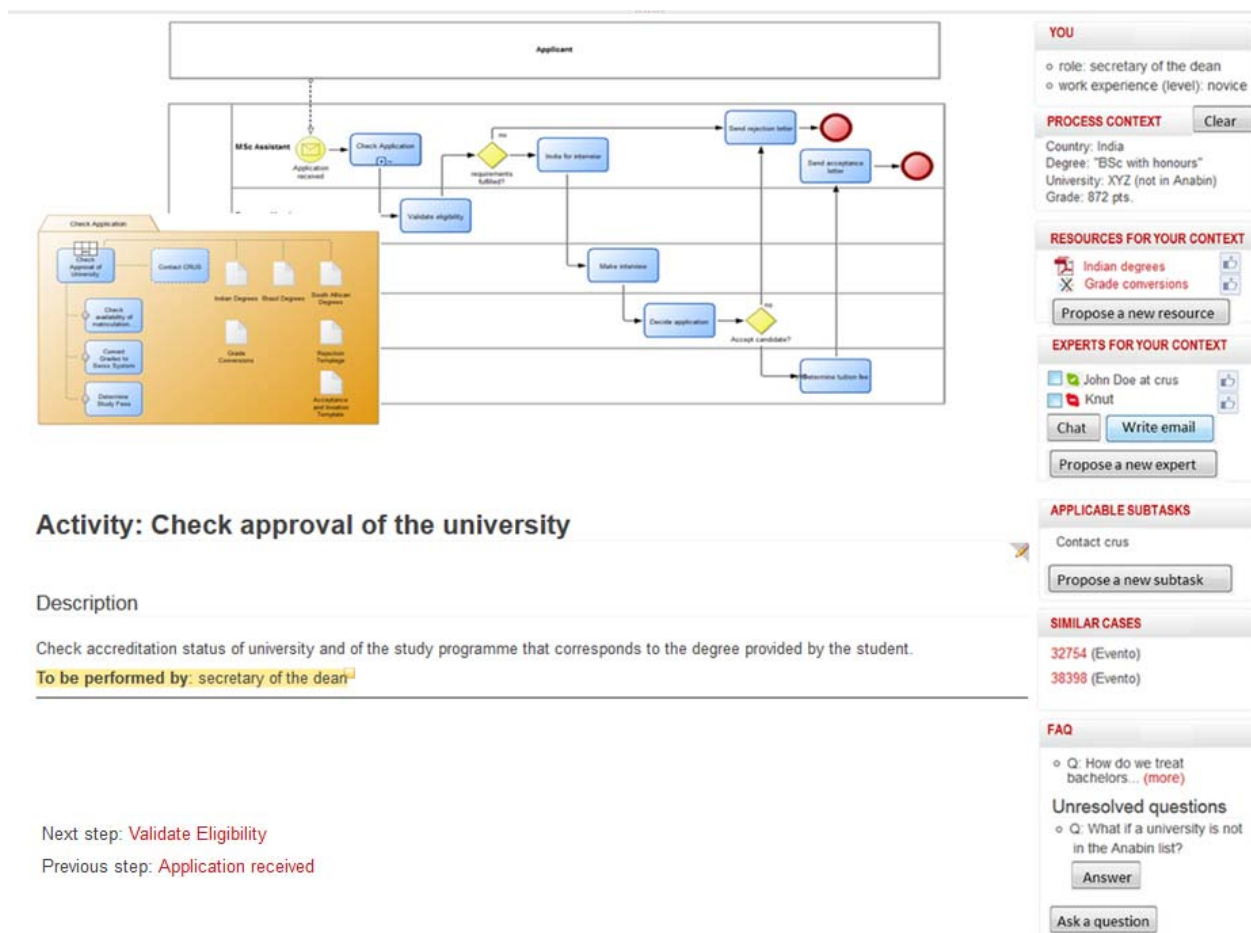 Applicant
MSc Assistant
Application
received
Check Application
Validate eligibility
no
requirements
fulfilled?
Invite for interview
Send rejection letter
Send acceptance
letter
Make interview
Decide application
no
Accept candidate?
Determine tuition fee
Check Application
Check
Approval of
University
Contact CRUS
Indian Degrees
Brazil Degrees
South African
Degrees
Check
availability of
matriculation
Convert
Grades to
Swiss System
Determine
Study Fees
Grade
Conversions
Rejection
Template
Acceptance
and
Template
Activity: Check approval of the university
Description
Check accreditation status of university and of the study programme that corresponds to the degree provided by the student.
To be performed by: secretary of the dean
Next step: Validate Eligibility
Previous step: Application received
YOU
role: secretary of the dean
work experience (level): novice
PROCESS CONTEXT
Clear
Country: India
Degree: "BSc with honours"
University: XYZ (not in Anabin)
Grade: 872 pts.
RESOURCES FOR YOUR CONTEXT
Indian degrees
Grade conversions
Propose a new resource
EXPERTS FOR YOUR CONTEXT
John Doe at crus
Knut
Chat
Write email
Propose a new expert
APPLICABLE SUBTASKS
Contact crus
Propose a new subtask
SIMILAR CASES
32754 (Evento)
38398 (Evento)
FAQ
Q: How do we treat
bachelors... (more)
Unresolved questions
Q: What if a university is not
in the Anabin list?
Answer
Ask a question